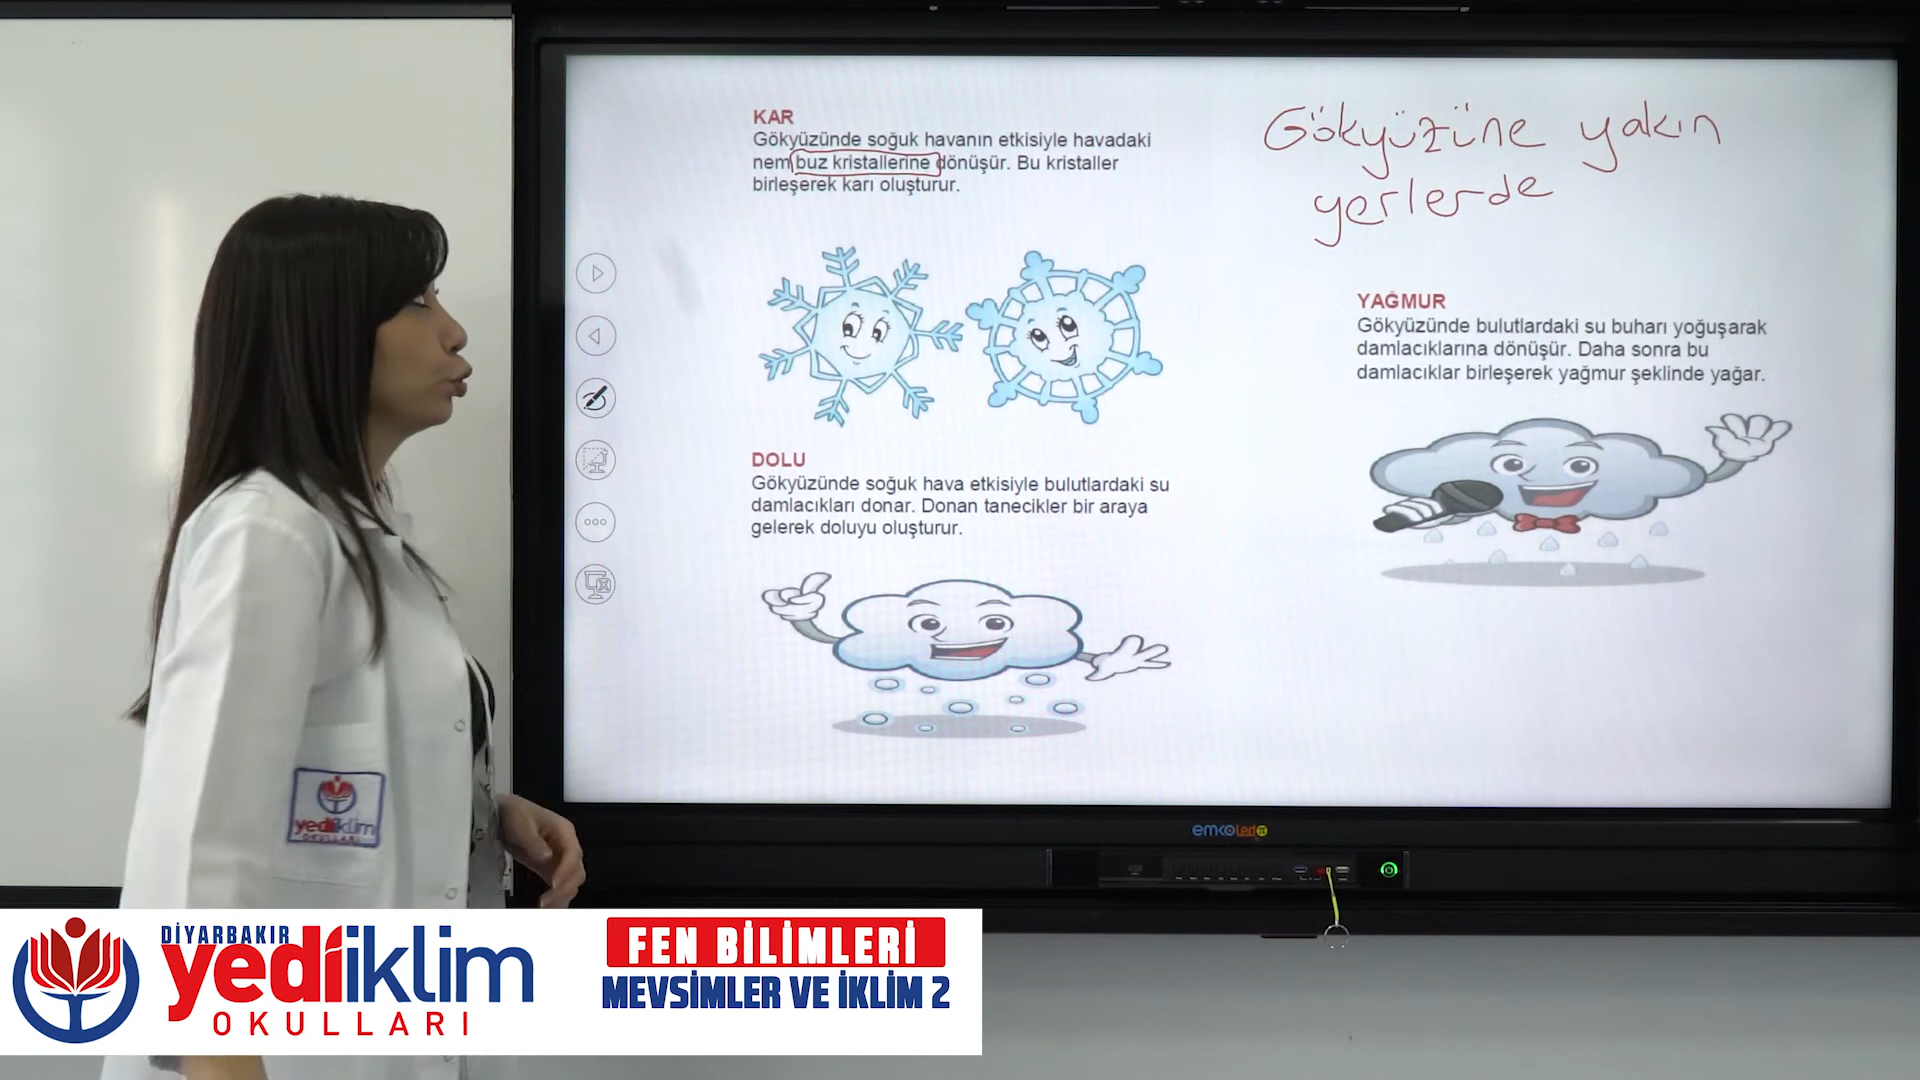 KAR
Gökyüzünde soğuk havanın etkisiyle havadaki
nem buz kristallerine dönüşür. Bu kristaller
birleşerek karı oluşturur.
Gökyüzüne yakın
yerlerde
YAĞMUR
Gökyüzünde bulutlardaki su buharı yoğuşarak
damlacıklarına dönüşür. Daha sonra bu
damlacıklar birleşerek yağmur şeklinde yağar.
DOLU
Gökyüzünde soğuk hava etkisiyle bulutlardaki su
damlacıkları donar. Donan tanecikler bir araya
gelerek doluyu oluşturur.
emkoled
yediiklim
OKULLARI
DİYARBAKIR
yediiklim
OKULLARI
FEN BİLİMLERİ
MEVSİMLER VE İKLİM 2